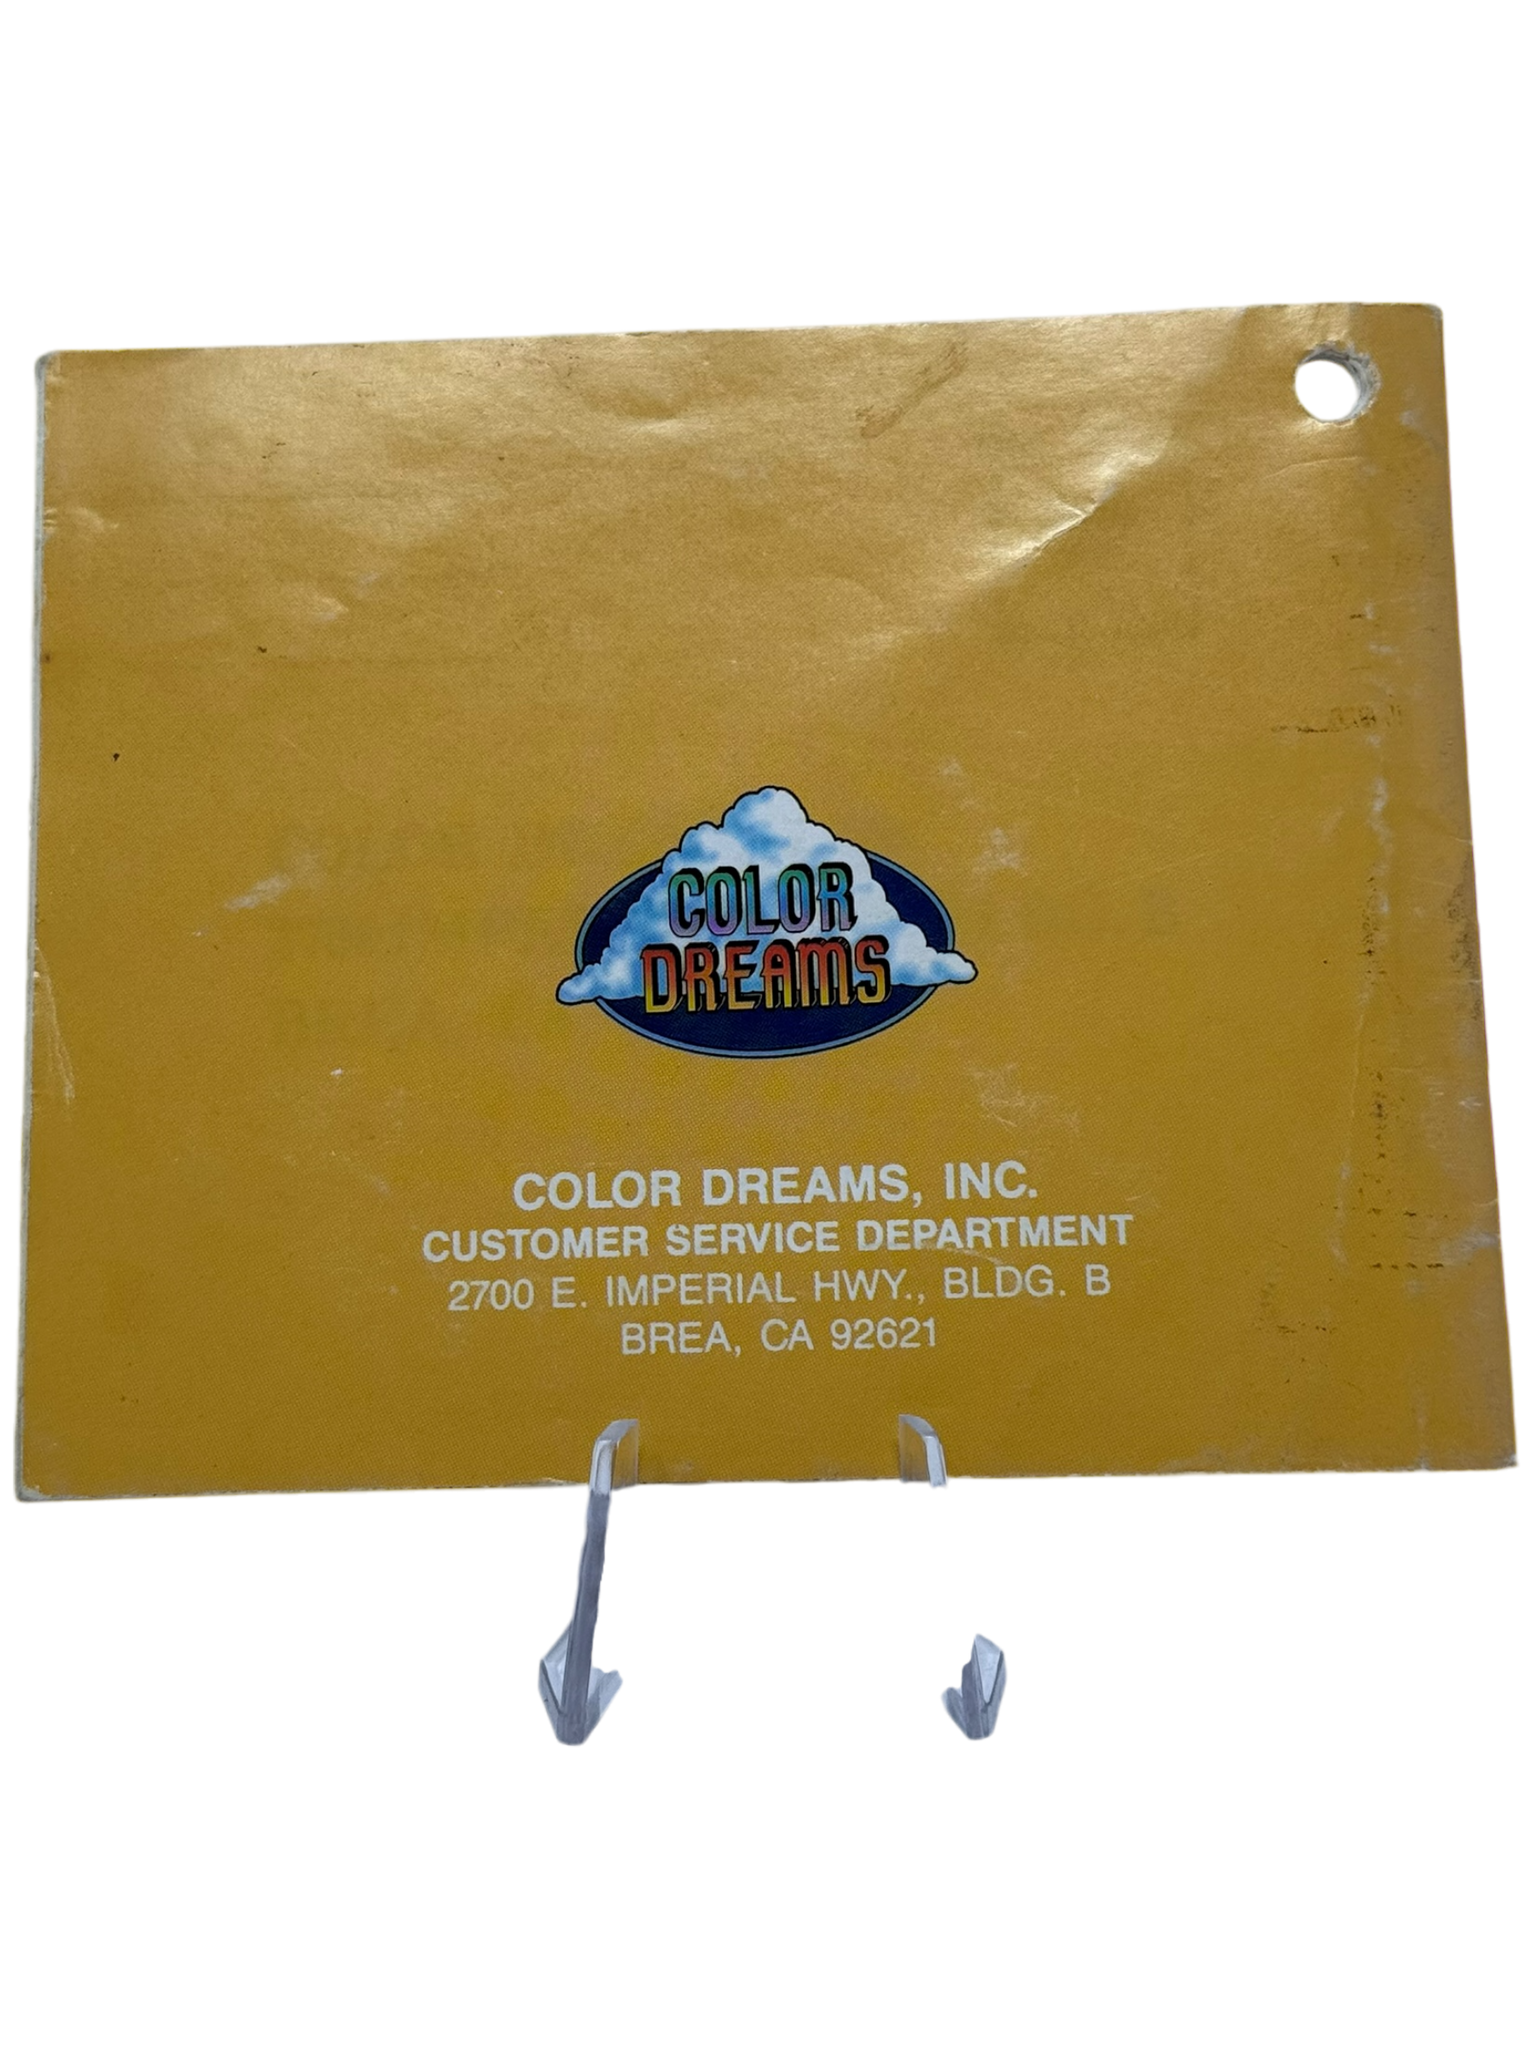 COLOR
DREAMS
COLOR DREAMS, INC.
CUSTOMER SERVICE DEPARTMENT
2700 E. IMPERIAL HWY., BLDG. B
BREA, CA 92621